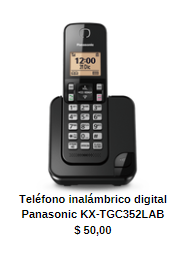 Panasonic
12:00
Teléfono inalámbrico digital
Panasonic KX-TGC352LAB
$ 50,00